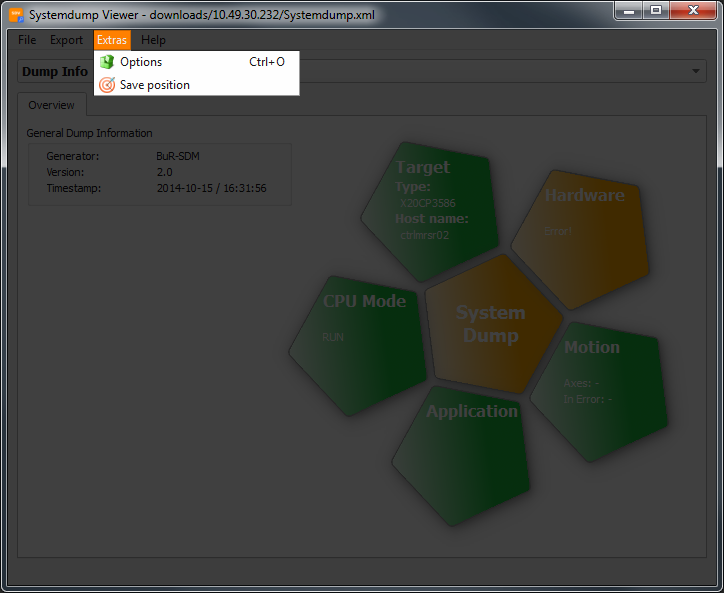 Systemdump Viewer - downloads/10.49.30.232/Systemdump.xml
File Export Extras Help
Options Ctrl+O
Save position
Dump Info
Overview
General Dump Information
Generator: BuR-SDM
Version: 2.0
Timestamp: 2014-10-15 / 16:31:56
Target
Type:
X20CP3586
Host name:
ctrlmrsr02
Hardware
Error!
CPU Mode
RUN
System
Dump
Motion
Axes: -
In Error: -
Application